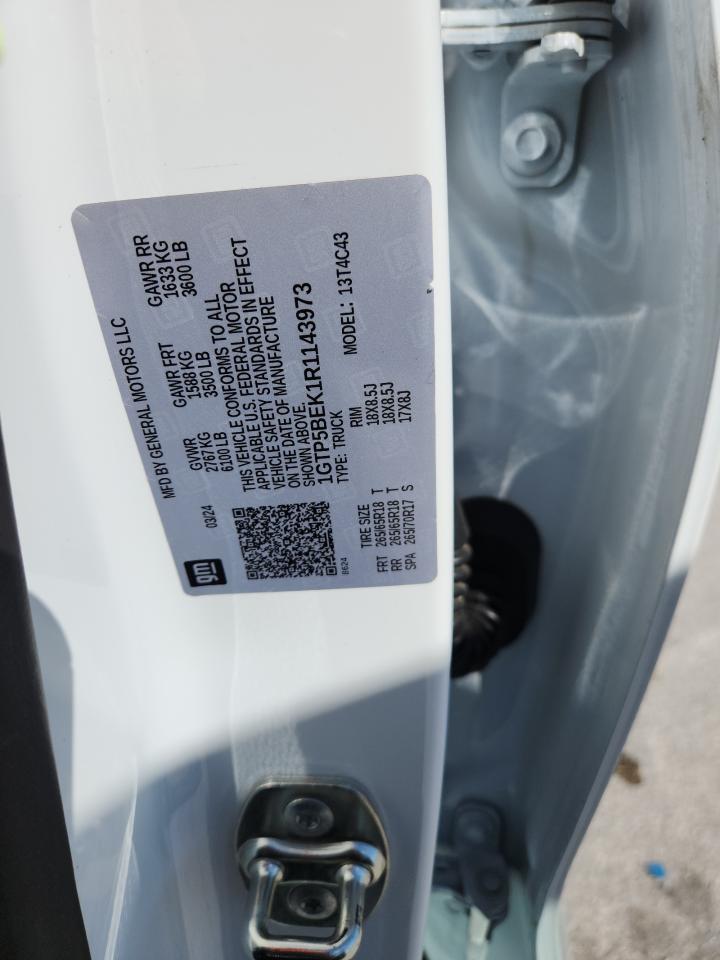 gm
MFD BY GENERAL MOTORS LLC
03/24
GVWR GAWR FRT GAWR RR
2767 KG 1588 KG 1633 KG
6100 LB 3500 LB 3600 LB
THIS VEHICLE CONFORMS TO ALL
APPLICABLE U.S. FEDERAL MOTOR
VEHICLE SAFETY STANDARDS IN EFFECT
ON THE DATE OF MANUFACTURE
SHOWN ABOVE.
1GTP5BEK1R1143973
TYPE: TRUCK MODEL: 13T4C43
8624
TIRE SIZE RIM
FRT 265/65R18 T 18X8.5J
RR 265/65R18 T 18X8.5J
SPA 265/70R17 S 17X8J